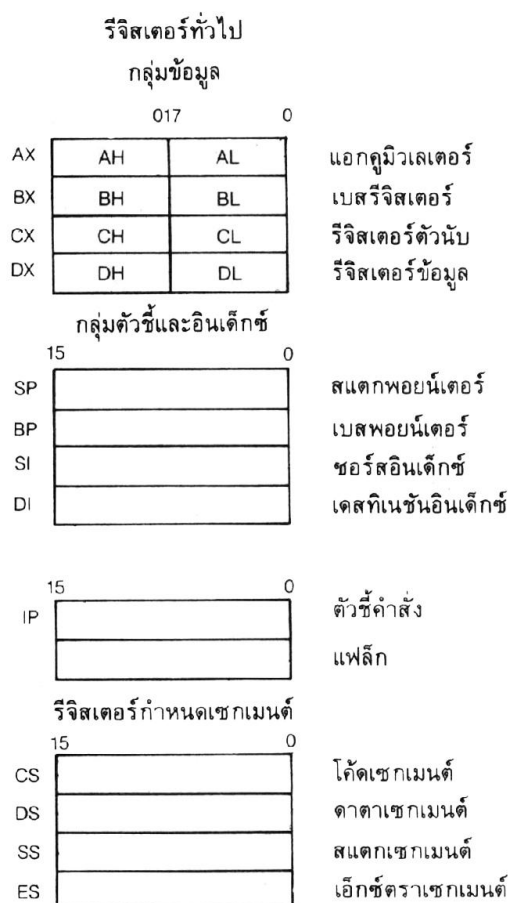 รีจิสเตอร์ทั่วไป
กลุ่มข้อมูล
017 0
AX AH AL แอกคูมิวเลเตอร์
BX BH BL เบสรีจิสเตอร์
CX CH CL รีจิสเตอร์ตัวนับ
DX DH DL รีจิสเตอร์ข้อมูล
กลุ่มตัวชี้และอินเด็กซ์
15 0
SP สแตกพอยน์เตอร์
BP เบสพอยน์เตอร์
SI ซอร์สอินเด็กซ์
DI เดสทิเนชันอินเด็กซ์
15 0
IP ตัวชี้คำสั่ง
แฟล็ก
รีจิสเตอร์กำหนดเซกเมนต์
15 0
CS โค้ดเซกเมนต์
DS ดาตาเซกเมนต์
SS สแตกเซกเมนต์
ES เอ็กซ์ตราเซกเมนต์